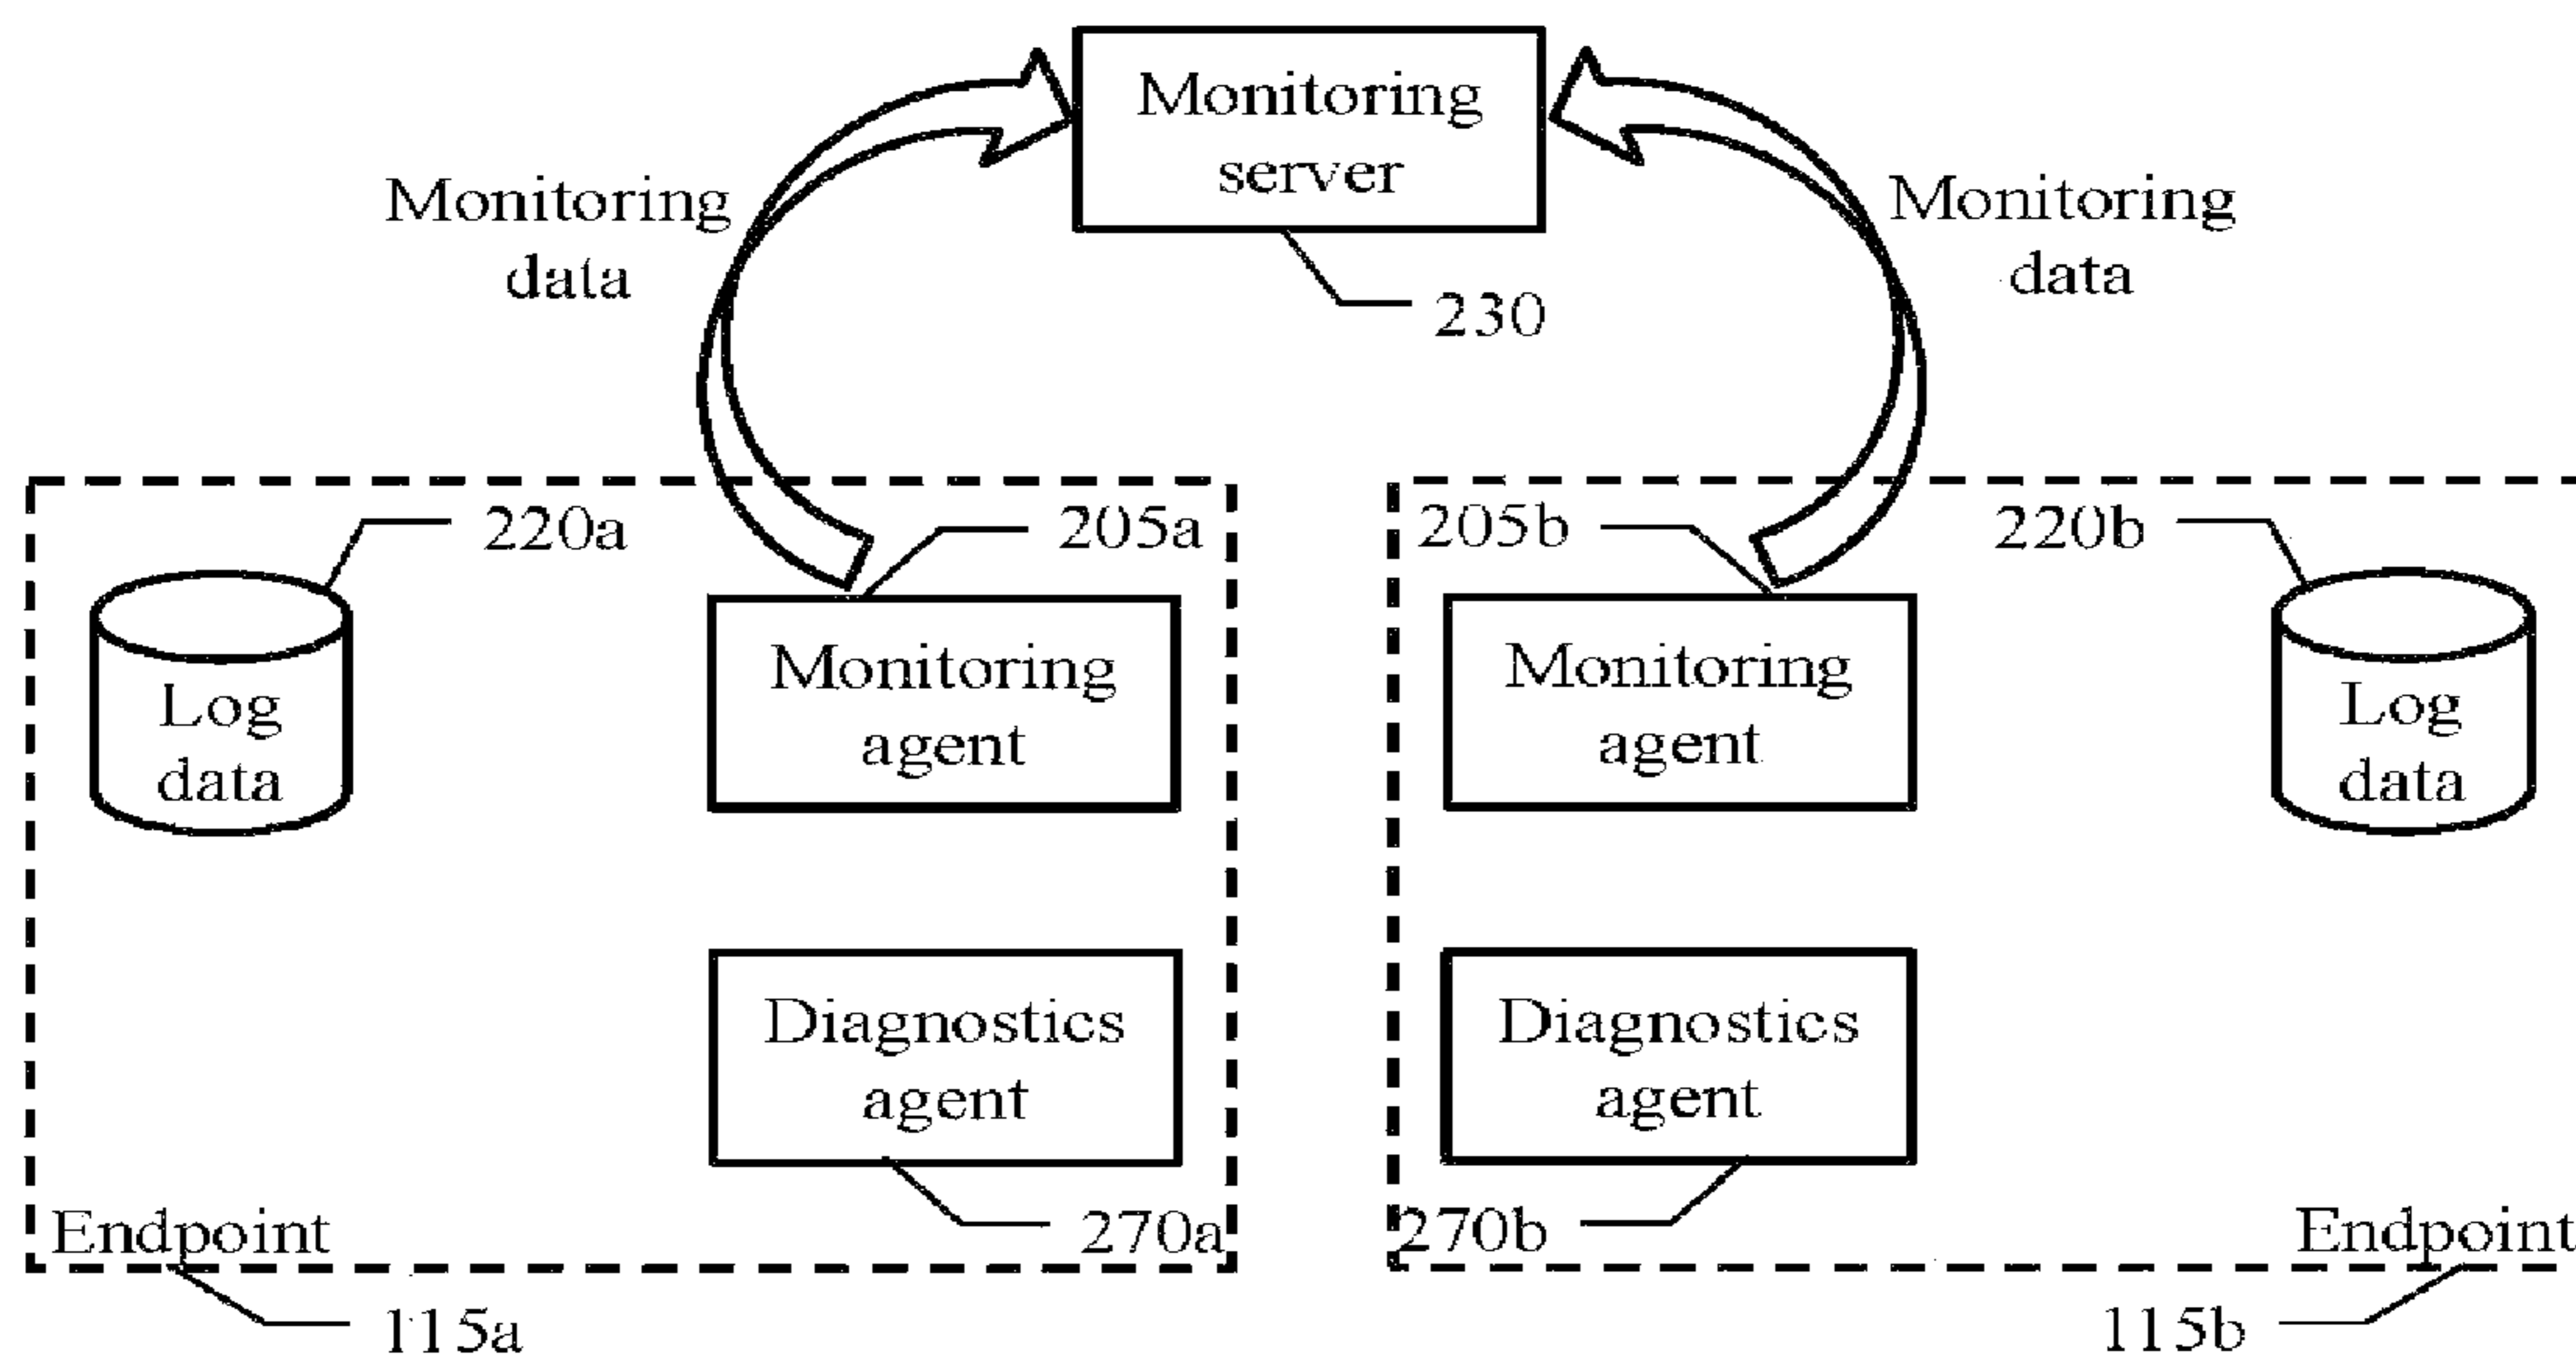 Monitoring
server
Monitoring
data
Monitoring
data
230
220a
205a
205b
220b
Log
data
Monitoring
agent
Monitoring
agent
Log
data
Diagnostics
agent
Diagnostics
agent
270a
270b
Endpoint
Endpoint
115a
115b